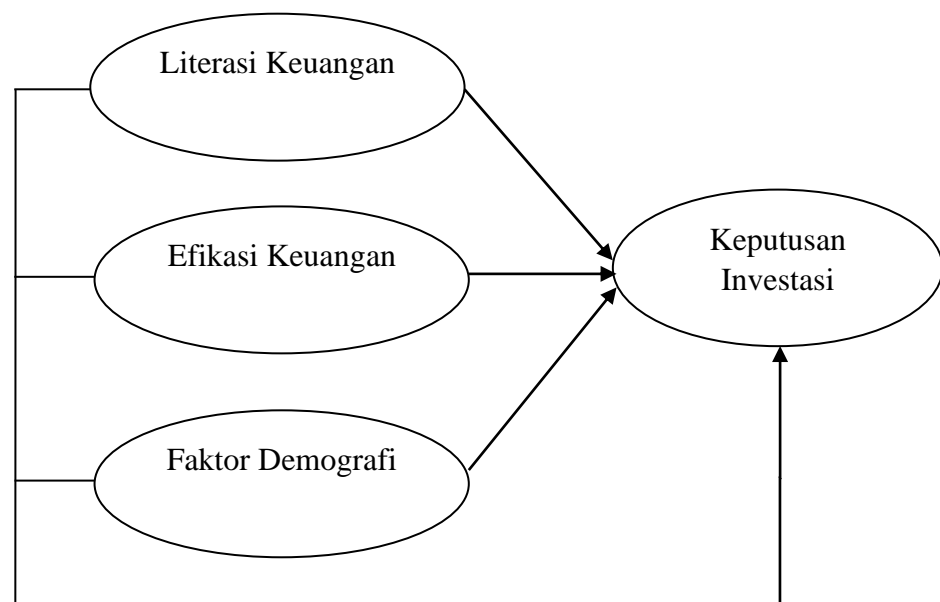 Literasi Keuangan
Efikasi Keuangan
Keputusan
Investasi
Faktor Demografi